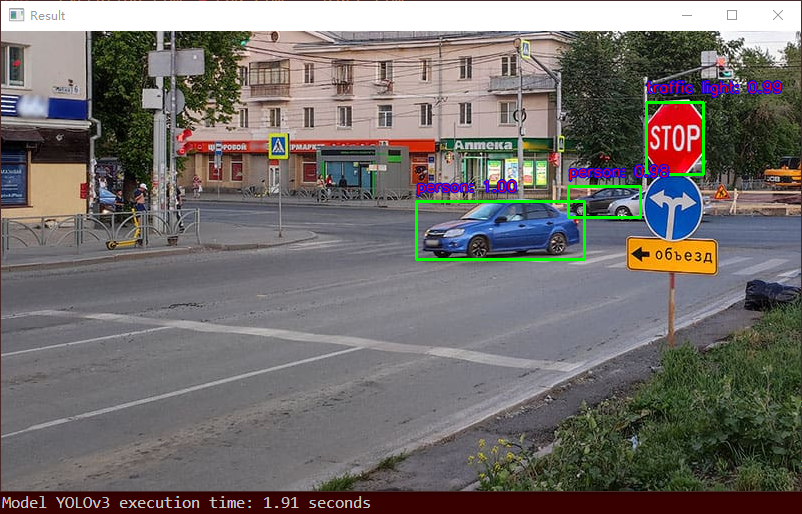 Result
traffic light: 0.99
STOP
ЦИФРОВОЙ
Аптека
person: 1.00
person: 0.98
объезд
Model YOLOv3 execution time: 1.91 seconds